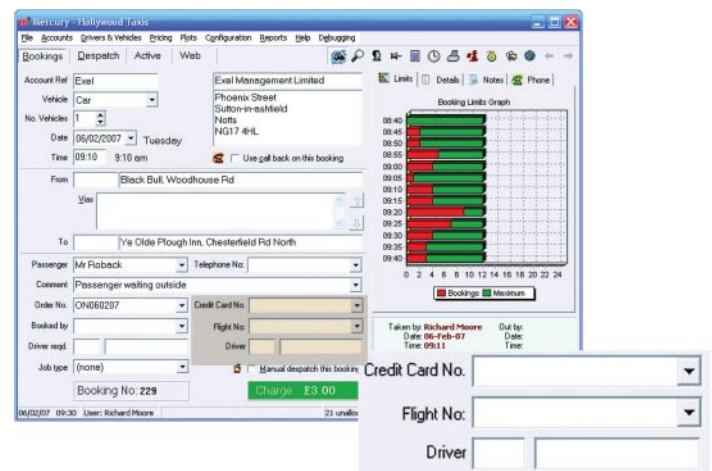 Mercury - Hollywood Taxis
File Accounts Drivers & Vehicles Pricing Plots Configuration Reports Help Debugging
Bookings Despatch Active Web
Account Ref Exel Exel Management Limited
Vehicle Car Phoenix Street
Sutton-in-ashfield
Notts
NG17 4HL
No. Vehicles 1
Date 06/02/2007 Tuesday
Time 09:10 9:10 am Use call back on this booking
From Black Bull, Woodhouse Rd
Vias
To Ye Olde Plough Inn, Chesterfield Rd North
Passenger Mr Roback Telephone No:
Comment Passenger waiting outside
Order No. ON060207 Credit Card No.
Booked by Flight No:
Driver reqd. Driver
Job type (none) Manual despatch this booking
Booking No: 229 Charge £3.00
06/02/07 09:30 User: Richard Moore 21 unalloc
Limits Details Notes Phone
Booking Limits Graph
08:40
08:45
08:50
08:55
09:00
09:05
09:10
09:15
09:20
09:25
09:30
09:35
09:40
0 2 4 6 8 10 12 14 16 18 20 22 24
Bookings Maximum
Taken by: Richard Moore Out by:
Date: 06-Feb-07 Date:
Time: 09:11 Time:
Credit Card No.
Flight No:
Driver